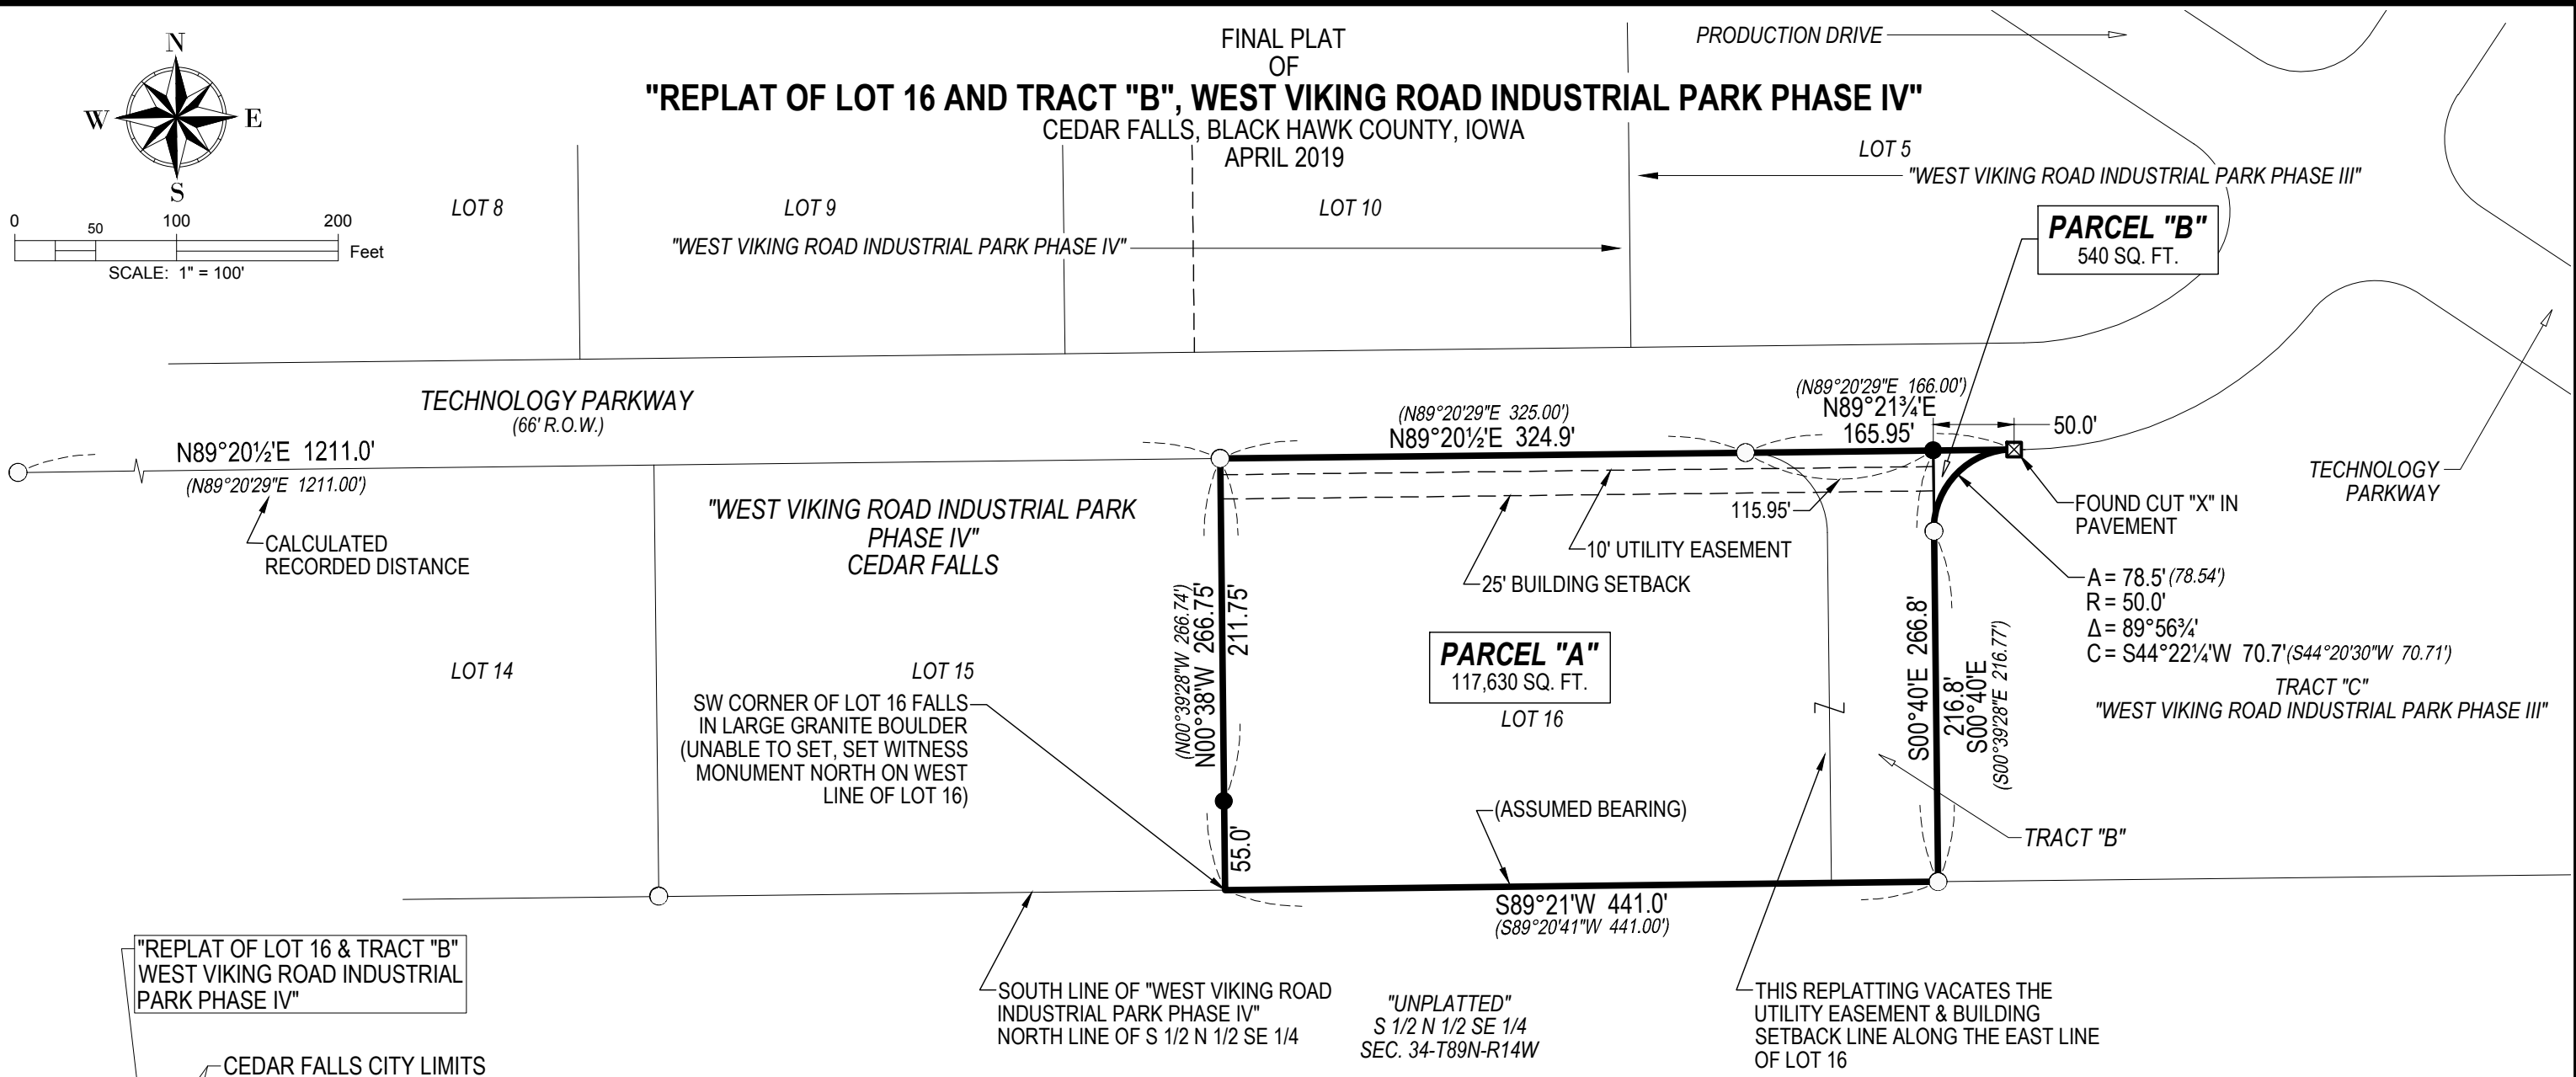 FINAL PLAT
OF
"REPLAT OF LOT 16 AND TRACT "B", WEST VIKING ROAD INDUSTRIAL PARK PHASE IV"
CEDAR FALLS, BLACK HAWK COUNTY, IOWA
APRIL 2019
N
W
E
S
0
50
100
200
Feet
SCALE: 1" = 100'
PRODUCTION DRIVE
LOT 8
LOT 9
LOT 10
"WEST VIKING ROAD INDUSTRIAL PARK PHASE IV"
LOT 5
"WEST VIKING ROAD INDUSTRIAL PARK PHASE III"
PARCEL "B"
540 SQ. FT.
TECHNOLOGY PARKWAY
(66' R.O.W.)
N89°20½'E 1211.0'
(N89°20'29"E 1211.00')
CALCULATED
RECORDED DISTANCE
(N89°20'29"E 325.00')
N89°20½'E 324.9'
(N89°20'29"E 166.00')
N89°21¾'E
165.95'
50.0'
TECHNOLOGY
PARKWAY
"WEST VIKING ROAD INDUSTRIAL PARK
PHASE IV"
CEDAR FALLS
115.95'
10' UTILITY EASEMENT
25' BUILDING SETBACK
FOUND CUT "X" IN
PAVEMENT
A = 78.5' (78.54')
R = 50.0'
Δ = 89°56¾'
C = S44°22¼'W 70.7' (S44°20'30"W 70.71')
TRACT "C"
"WEST VIKING ROAD INDUSTRIAL PARK PHASE III"
LOT 14
LOT 15
SW CORNER OF LOT 16 FALLS
IN LARGE GRANITE BOULDER
(UNABLE TO SET, SET WITNESS
MONUMENT NORTH ON WEST
LINE OF LOT 16)
(N00°39'28"W 266.74')
N00°38'W 266.75'
211.75'
55.0'
PARCEL "A"
117,630 SQ. FT.
LOT 16
S00°40'E 266.8'
216.8'
S00°40'E
(S00°39'28"E 216.77')
(ASSUMED BEARING)
TRACT "B"
S89°21'W 441.0'
(S89°20'41"W 441.00')
"REPLAT OF LOT 16 & TRACT "B"
WEST VIKING ROAD INDUSTRIAL
PARK PHASE IV"
CEDAR FALLS CITY LIMITS
SOUTH LINE OF "WEST VIKING ROAD
INDUSTRIAL PARK PHASE IV"
NORTH LINE OF S 1/2 N 1/2 SE 1/4
"UNPLATTED"
S 1/2 N 1/2 SE 1/4
SEC. 34-T89N-R14W
THIS REPLATTING VACATES THE
UTILITY EASEMENT & BUILDING
SETBACK LINE ALONG THE EAST LINE
OF LOT 16